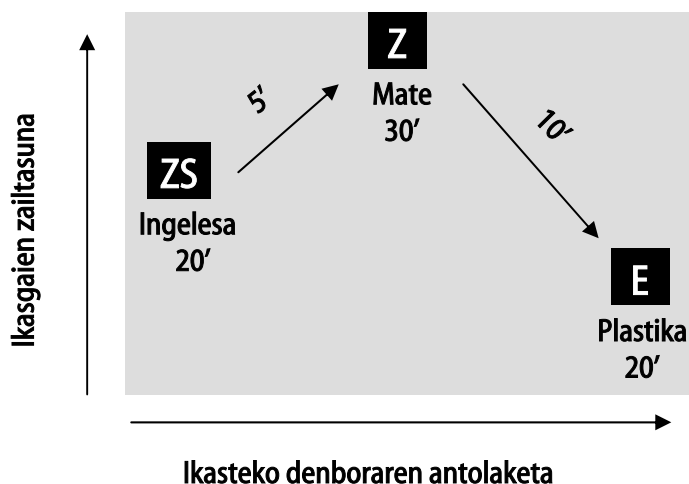 Z
Mate
30'
5'
10'
ZS
Ingelesa
20'
E
Plastika
20'
Ikasgaien zailtasuna
Ikasteko denboraren antolaketa